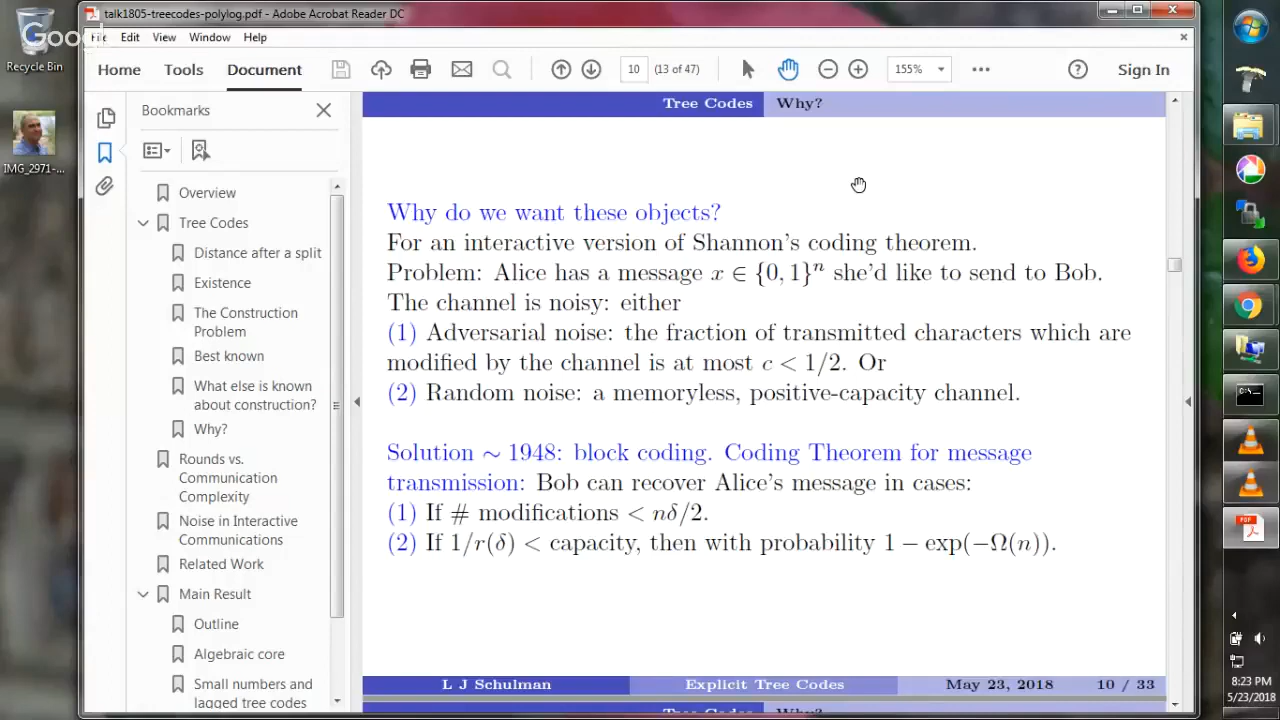 talk1805-treecodes-polylog.pdf - Adobe Acrobat Reader DC
Google
Edit View Window Help
Home Tools Document 10 (13 of 47) 155% Sign In
Recycle Bin
IMG_2971-...
Bookmarks
Overview
Tree Codes
Distance after a split
Existence
The Construction
Problem
Best known
What else is known
about construction?
Why?
Rounds vs.
Communication
Complexity
Noise in Interactive
Communications
Related Work
Main Result
Outline
Algebraic core
Small numbers and
lagged tree codes
Tree Codes Why?
Why do we want these objects?
For an interactive version of Shannon's coding theorem.
Problem: Alice has a message x ∈ {0, 1}ⁿ she'd like to send to Bob.
The channel is noisy: either
(1) Adversarial noise: the fraction of transmitted characters which are
modified by the channel is at most c < 1/2. Or
(2) Random noise: a memoryless, positive-capacity channel.
Solution ∼ 1948: block coding. Coding Theorem for message
transmission: Bob can recover Alice's message in cases:
(1) If # modifications < nδ/2.
(2) If 1/r(δ) < capacity, then with probability 1 − exp(−Ω(n)).
L J Schulman Explicit Tree Codes May 23, 2018 10 / 33
Tree Codes Why?
8:23 PM
5/23/2018